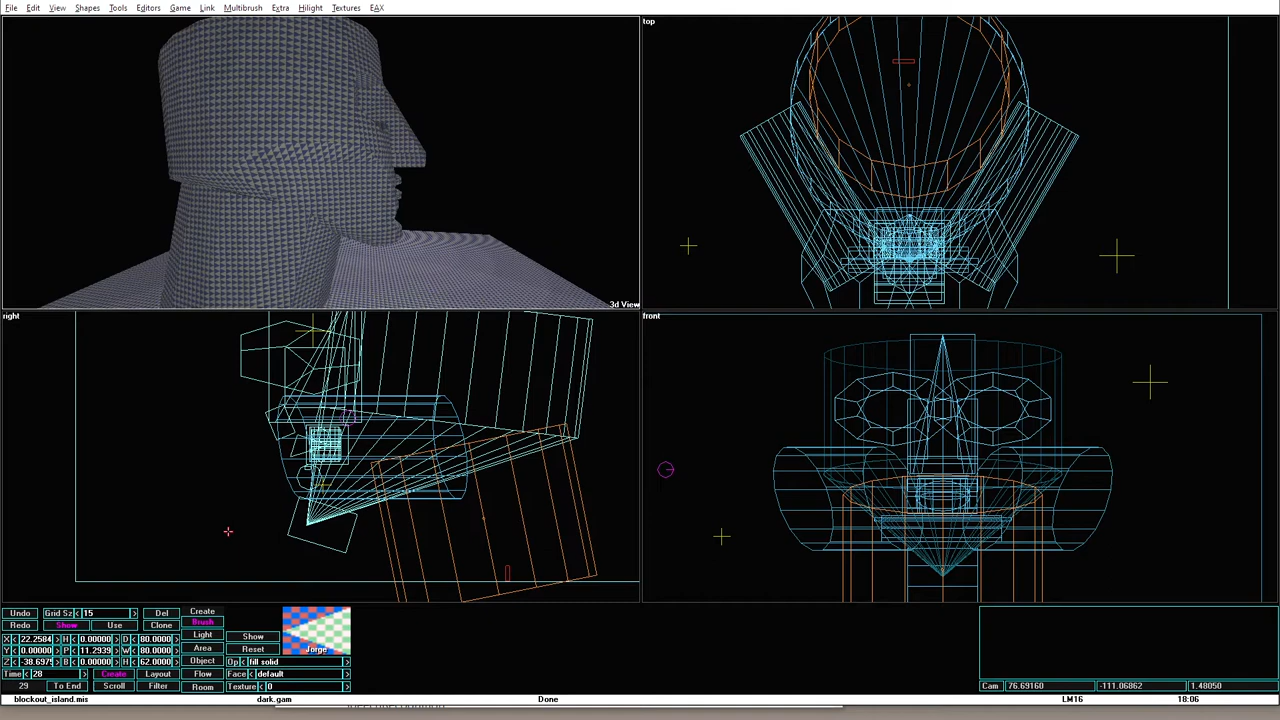 File Edit View Shapes Tools Editors Game Link Multibrush Extra Hilight Textures EAX
top
3d View
right
front
Undo Grid Sz < 15 > Del Create
Redo Show Use Clone Brush
X < 22.2584 > H < 0.00000 > D < 80.0000 > Light Show
Y < 0.00000 > P < 11.2939 > W < 80.0000 > Area Reset Jorge
Z < -38.697 > B < 0.00000 > H < 62.0000 > Object Op < fill solid >
Time < 28 > Create Layout Flow Face < default >
29 To End Scroll Filter Room Texture < 0 >
Cam 76.69160 -111.06862 1.48050
blockout_island.mis dark.gam Done LM16 18:06